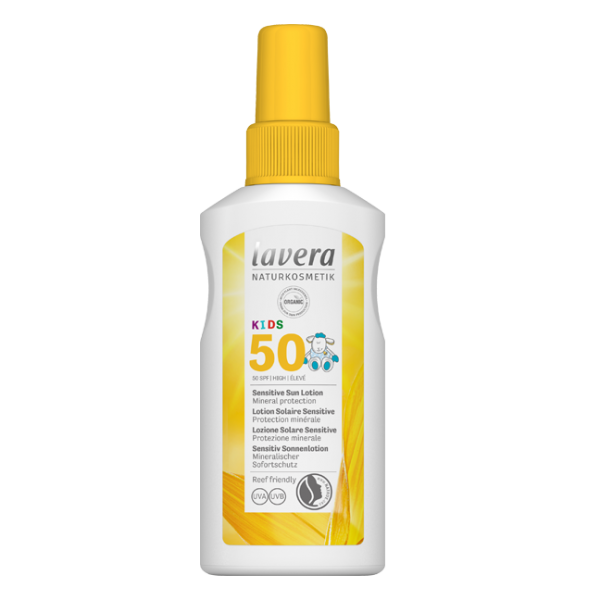 lavera
NATURKOSMETIK
ORGANIC
KIDS
50
50 SPF | HIGH | ÉLEVÉ
Sensitive Sun Lotion
Mineral protection
Lotion Solaire Sensitive
Protection minérale
Lozione Solare Sensitive
Protezione minerale
Sensitiv Sonnenlotion
Mineralischer
Sofortschutz
Reef friendly
UVA UVB